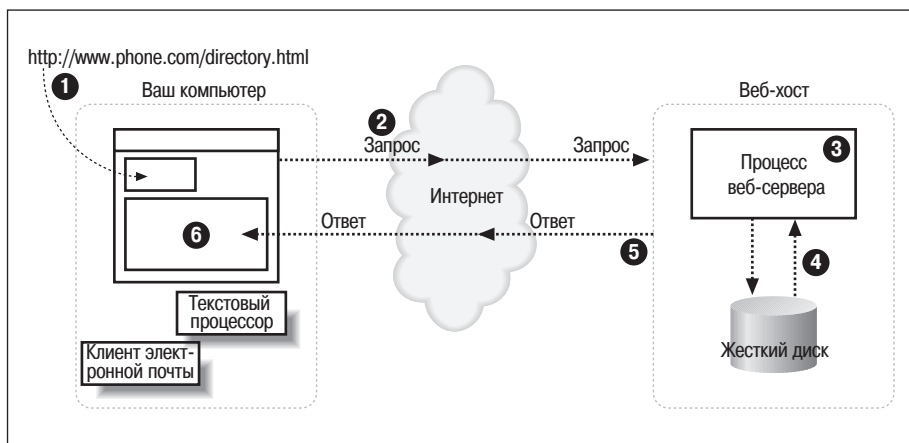 http://www.phone.com/directory.html
1
Ваш компьютер
Веб-хост
2
Запрос
Запрос
3
Процесс
веб-сервера
Интернет
Ответ
Ответ
6
5
4
Текстовый
процессор
Клиент элект-
ронной почты
Жесткий диск